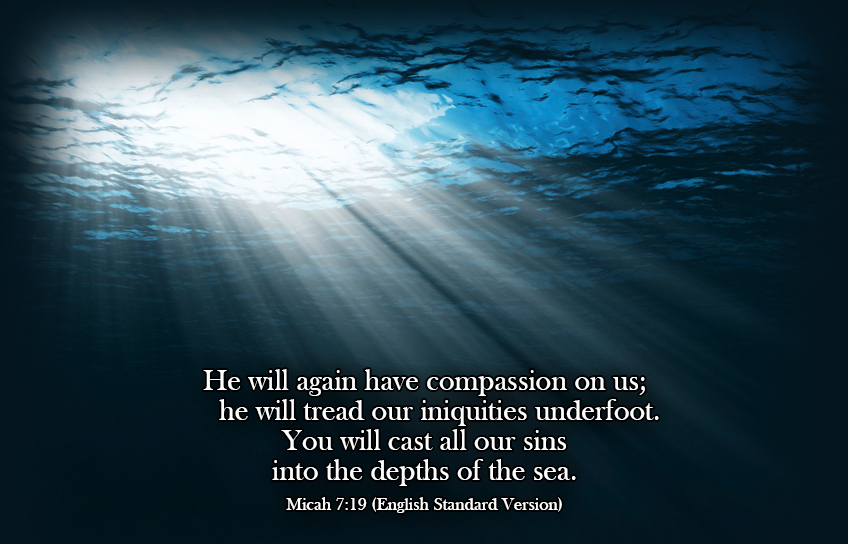 He will again have compassion on us;
he will tread our iniquities underfoot.
You will cast all our sins
into the depths of the sea.
Micah 7:19 (English Standard Version)